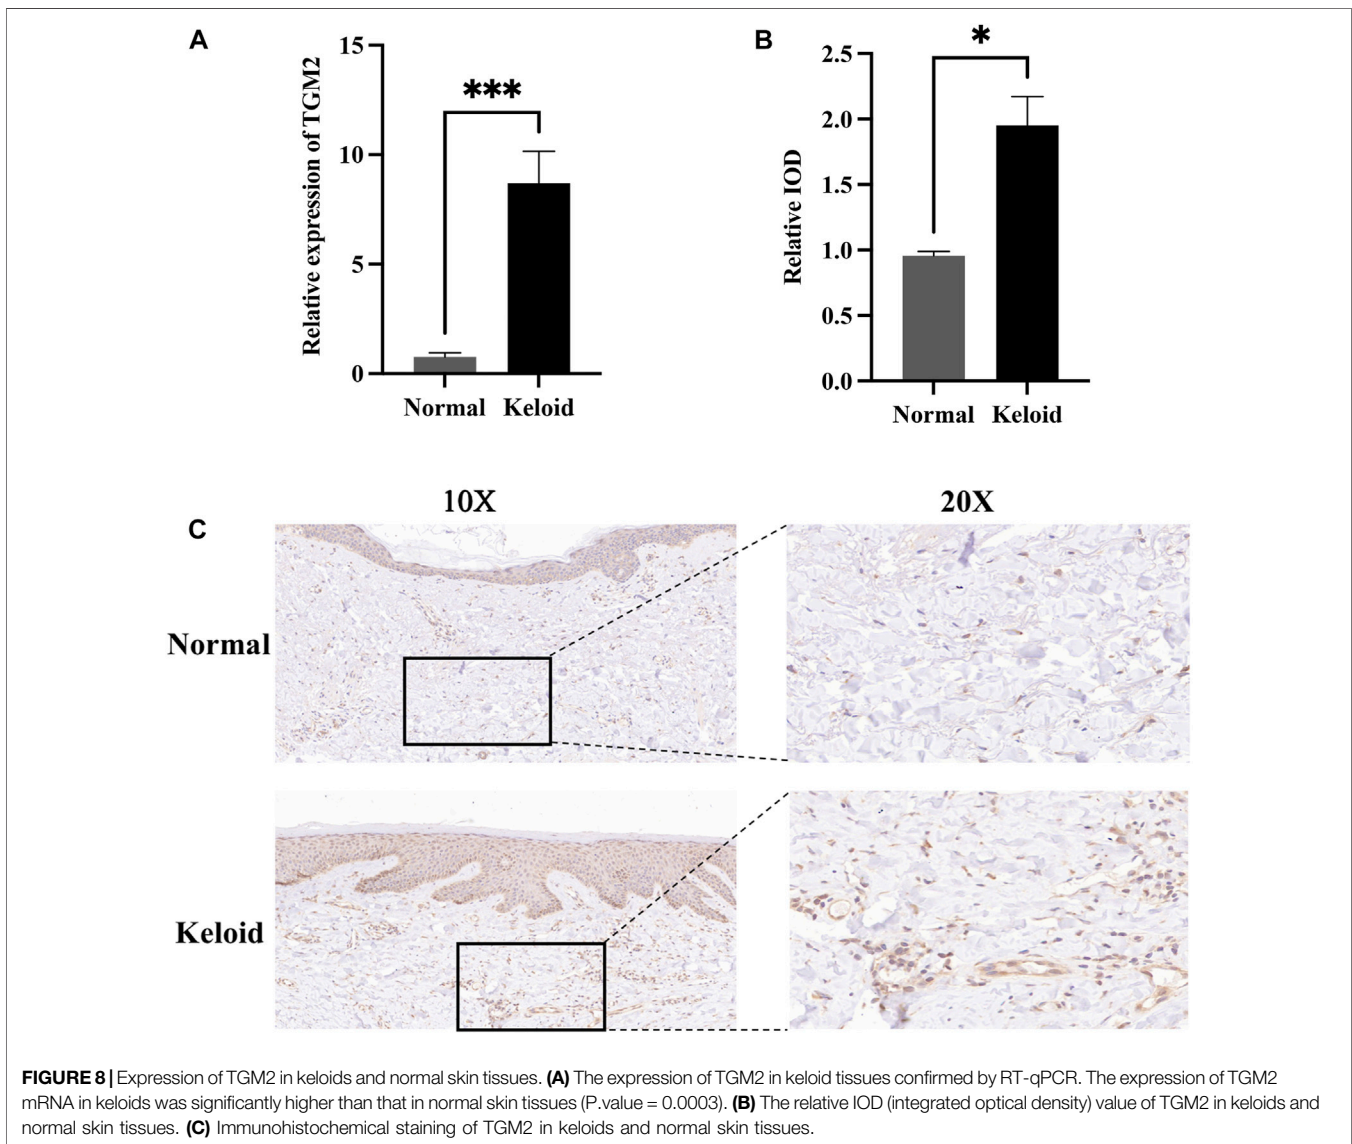 A
15
10
5
0
Relative expression of TGM2
***
Normal Keloid
B
2.5
2.0
1.5
1.0
0.5
0.0
Relative IOD
*
Normal Keloid
10X 20X
C
Normal
Keloid
FIGURE 8 | Expression of TGM2 in keloids and normal skin tissues. (A) The expression of TGM2 in keloid tissues confirmed by RT-qPCR. The expression of TGM2
mRNA in keloids was significantly higher than that in normal skin tissues (P.value = 0.0003). (B) The relative IOD (integrated optical density) value of TGM2 in keloids and
normal skin tissues. (C) Immunohistochemical staining of TGM2 in keloids and normal skin tissues.